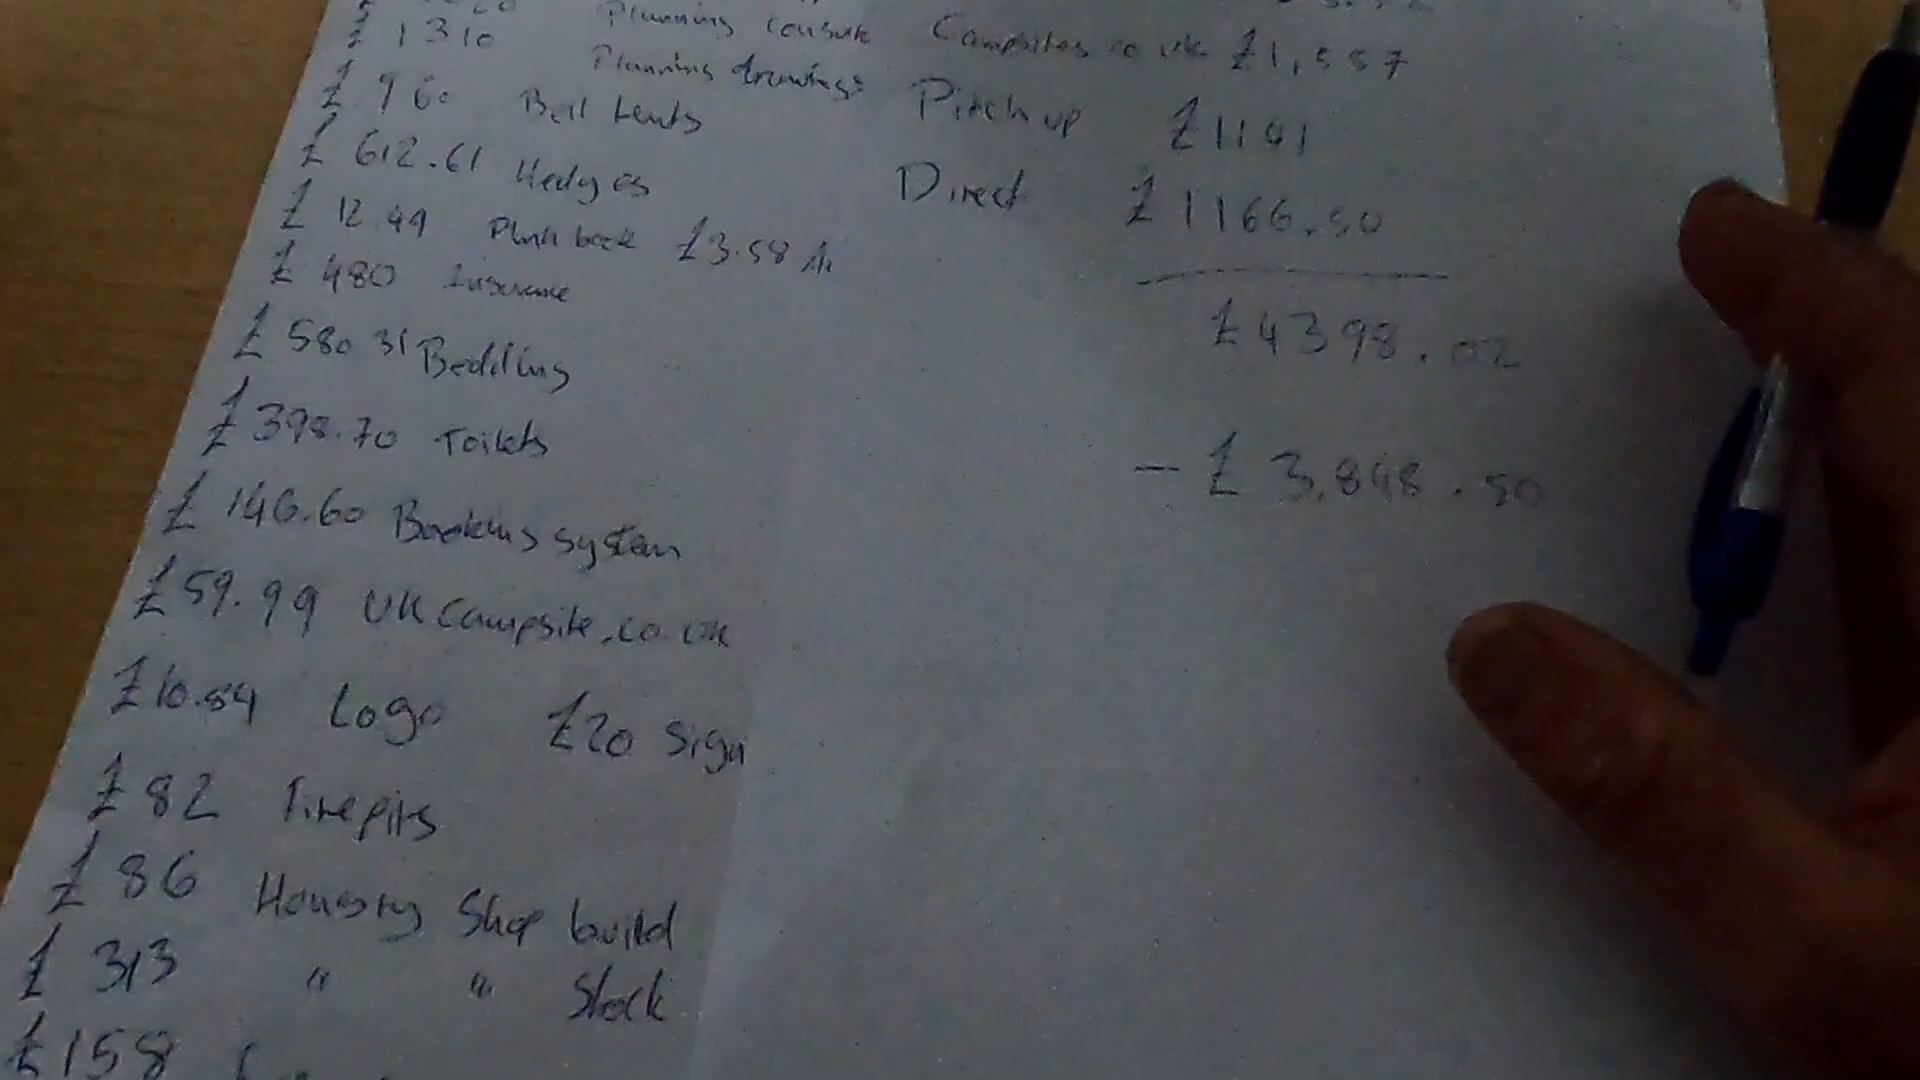 £ 1310 Planning consult
£ 960 Planning drawings
£ 612.61 Bell tents
£ 12.49 Hedges
£ 480 Plum book £3.58
£ 580 31 Insurance
£ 398.70 Bedding
£ 146.60 Toilets
£ 59.99 Booking system
£10.84 UKCampsite.co.uk
Logo £20 Sign
£82 Firepits
£86 Honesty Shop build
£ 313 " " Stock
£158
Campsites.co.uk £1,557
Pitchup £1141
Direct £1166.50
£4398.02
- £3,848.50